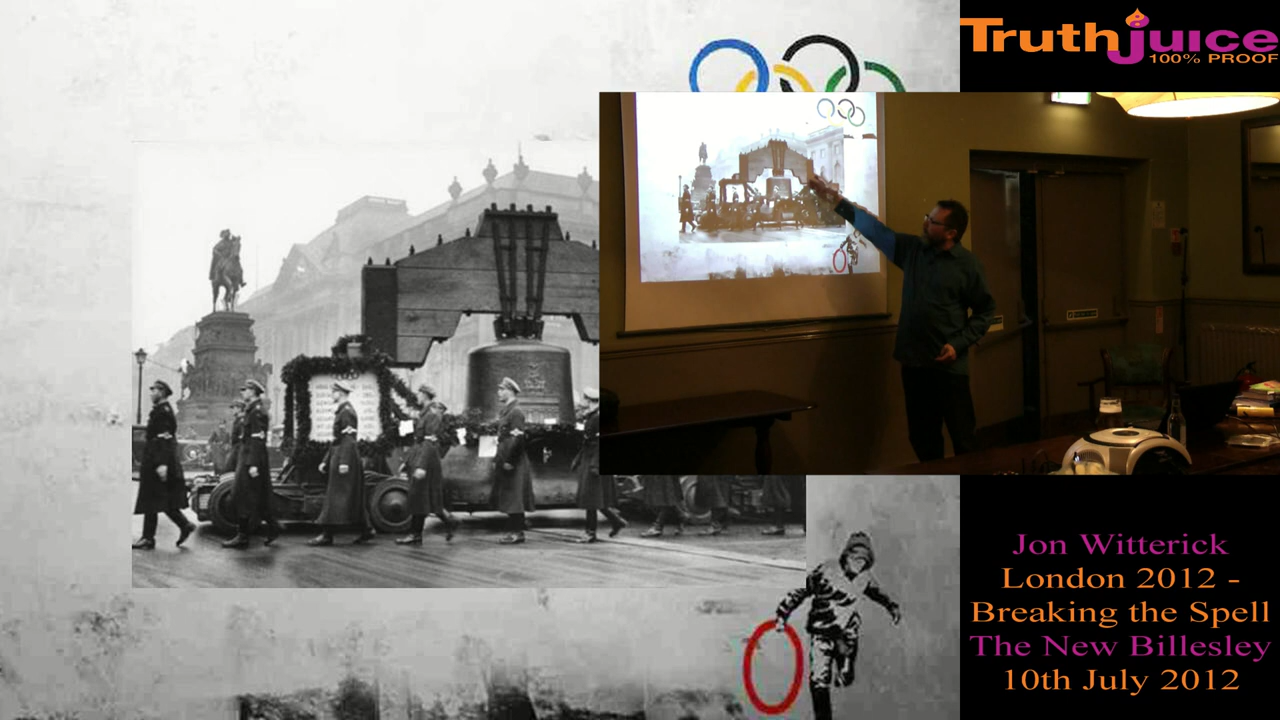 Truthjuice
100% PROOF
Jon Witterick
London 2012 -
Breaking the Spell
The New Billesley
10th July 2012